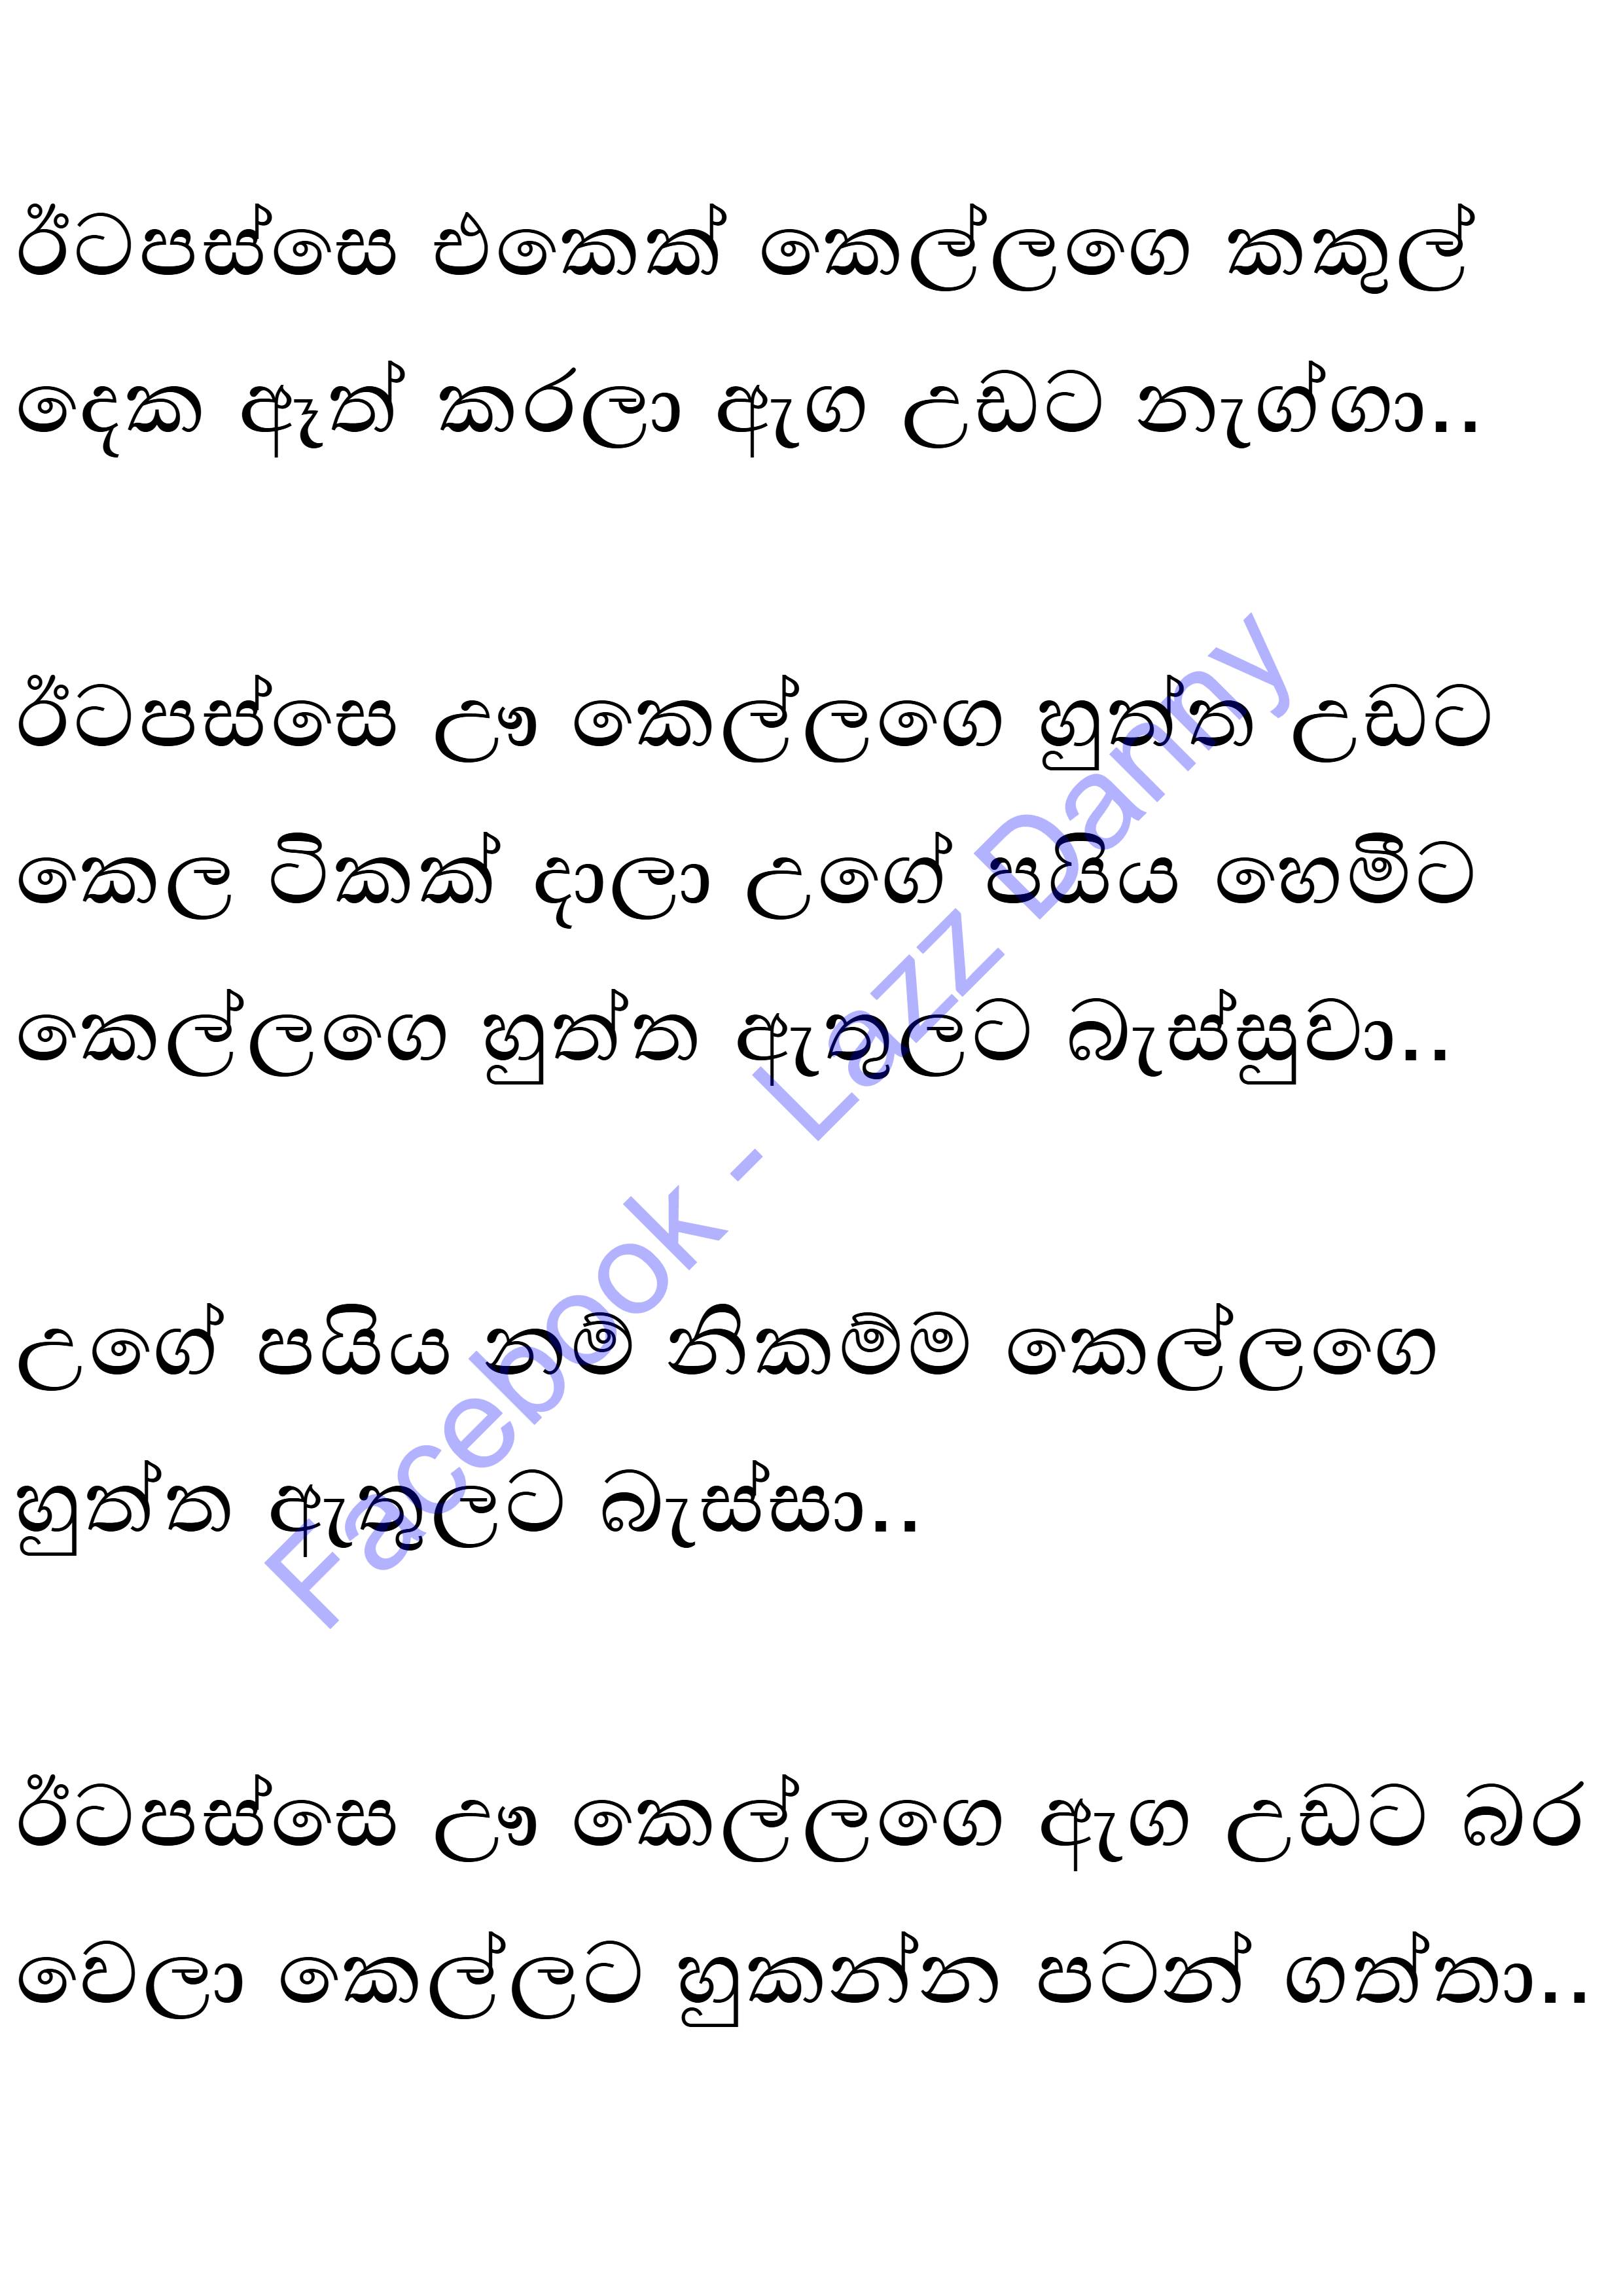 ඊටපස්සෙ එකෙක් කෙල්ලගෙ කකුල්
දෙක ඈත් කරලා ඇග උඩට නැග්ගා..
ඊටපස්සෙ ඌ කෙල්ලගෙ හුත්ත උඩට
කෙල ටිකක් දාලා උගේ පයිය හෙමීට
කෙල්ලගෙ හුත්ත ඇතුලට බැස්සුවා..
උගේ පයිය නම් නිකම්ම කෙල්ලගෙ
හුත්ත ඇතුලට බැස්සා..
ඊටපස්සෙ ඌ කෙල්ලගෙ ඇග උඩට බර
වෙලා කෙල්ලට හුකන්න පටන් ගත්තා..
Facebook - Lazz Danny